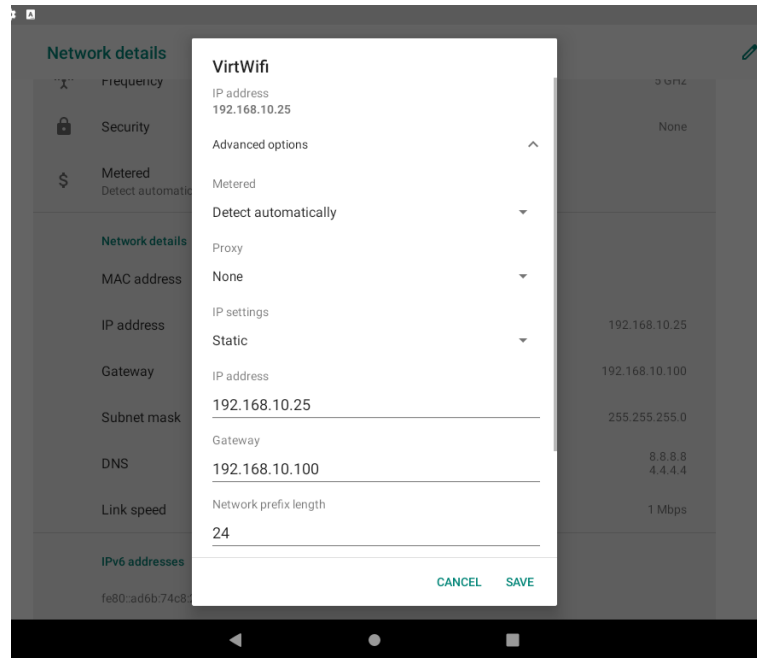 A
Network details
VirtWifi
IP address
192.168.10.25
Advanced options
Metered
Detect automatically
Proxy
None
IP settings
Static
IP address
192.168.10.25
Gateway
192.168.10.100
Network prefix length
24
CANCEL SAVE
Frequency 5 GHz
Security None
Metered
Detect automatic
Network details
MAC address
IP address 192.168.10.25
Gateway 192.168.10.100
Subnet mask 255.255.255.0
DNS 8.8.8.8
4.4.4.4
Link speed 1 Mbps
IPv6 addresses
fe80::ad6b:74c8:2